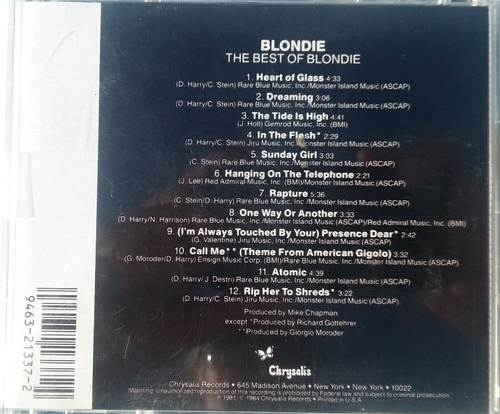 BLONDIE
THE BEST OF BLONDIE
1. Heart of Glass 4:33
(D. Harry/C. Stein) Rare Blue Music, Inc./Monster Island Music (ASCAP)
2. Dreaming 3:06
(D. Harry/C. Stein) Rare Blue Music, Inc./Monster Island Music (ASCAP)
3. The Tide Is High 4:41
(J. Holt) Gemrod Music, Inc. (BMI)
4. In The Flesh* 2:29
(D. Harry/C. Stein) Jiru Music, Inc./Monster Island Music (ASCAP)
5. Sunday Girl 3:03
(C. Stein) Rare Blue Music, Inc./Monster Island Music (ASCAP)
6. Hanging On The Telephone 2:21
(J. Lee) Red Admiral Music, Inc. (BMI)/Monster Island Music (ASCAP)
7. Rapture 5:36
(C. Stein/D. Harry) Rare Blue Music, Inc./Monster Island Music (ASCAP)
8. One Way Or Another 3:33
(D. Harry/N. Harrison) Rare Blue Music, Inc./Monster Island Music (ASCAP)/Red Admiral Music, Inc. (BMI)
9. (I'm Always Touched By Your) Presence Dear* 2:42
(G. Valentine) Jiru Music, Inc./Monster Island Music (ASCAP)
10. Call Me** (Theme From American Gigolo) 3:32
(G. Moroder/D. Harry) Ensign Music Corp. (BMI)/Rare Blue Music, Inc./Monster Island Music (ASCAP)
11. Atomic 4:39
(D. Harry/J. Destri) Rare Blue Music, Inc./Monster Island Music (ASCAP)
12. Rip Her To Shreds* 3:22
(D. Harry/C. Stein) Jiru Music, Inc./Monster Island Music (ASCAP)
Produced by Mike Chapman
except *Produced by Richard Gottehrer
**Produced by Giorgio Moroder
Chrysalis
Chrysalis Records • 645 Madison Avenue • New York • New York • 10022
"Warning: Unauthorized reproduction of this recording is prohibited by Federal law and subject to criminal prosecution."
℗ 1981, © 1984 Chrysalis Records • Printed in U.S.A.
9463-21337-2